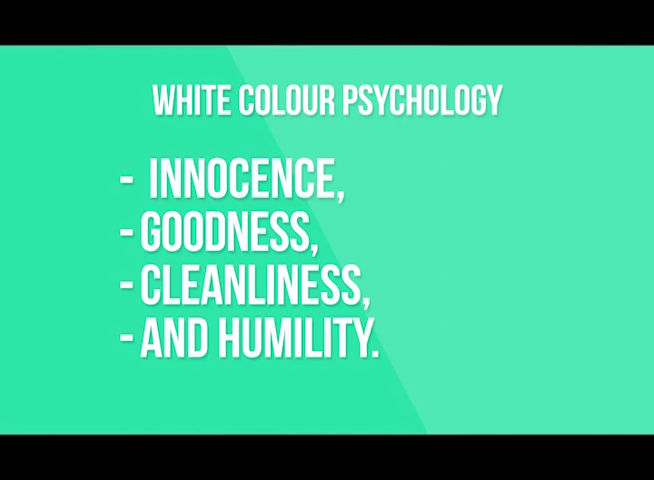 WHITE COLOUR PSYCHOLOGY
- INNOCENCE,
- GOODNESS,
- CLEANLINESS,
- AND HUMILITY.